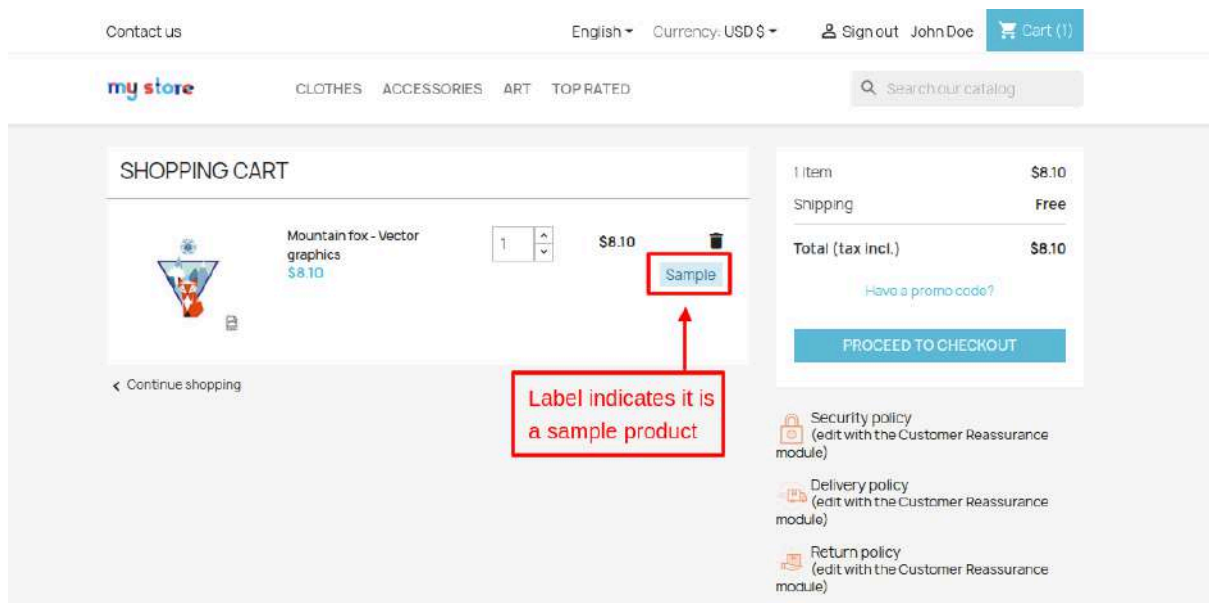 Contact us
English
Currency: USD $
Sign out
John Doe
Cart (1)
my store
CLOTHES
ACCESSORIES
ART
TOP RATED
Search our catalog
SHOPPING CART
Mountain fox - Vector
graphics
$8.10
1
$8.10
Sample
Label indicates it is
a sample product
Continue shopping
1 item
$8.10
Shipping
Free
Total (tax incl.)
$8.10
Have a promo code?
PROCEED TO CHECKOUT
Security policy
(edit with the Customer Reassurance
module)
Delivery policy
(edit with the Customer Reassurance
module)
Return policy
(edit with the Customer Reassurance
module)